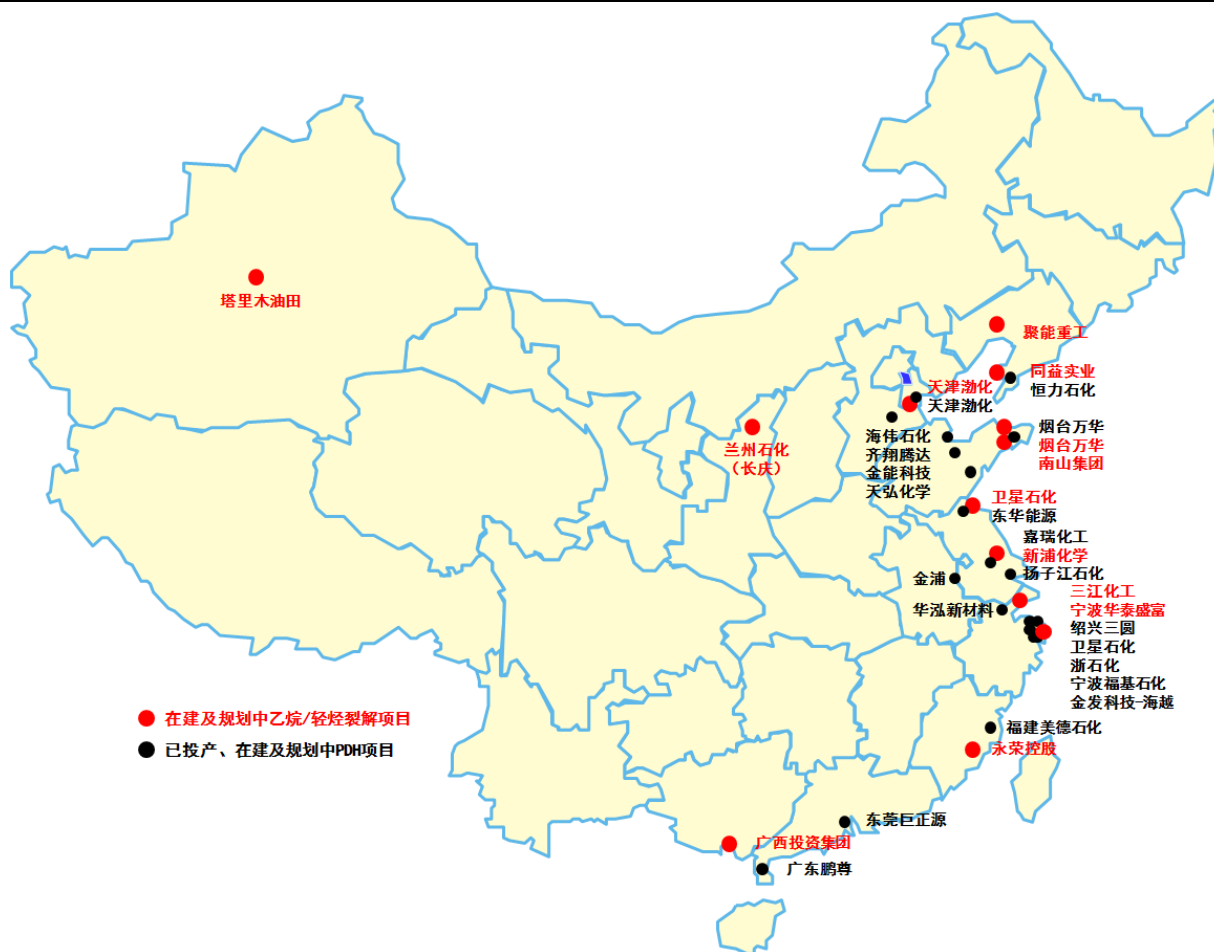 塔里木油田
聚能重工
同益实业
恒力石化
天津渤化
天津渤化
兰州石化
（长庆）
海伟石化
齐翔腾达
金能科技
天弘化学
烟台万华
烟台万华
南山集团
卫星石化
东华能源
嘉瑞化工
新浦化学
扬子江石化
金浦
华泓新材料
三江化工
宁波华泰盛富
绍兴三圆
卫星石化
浙石化
宁波福基石化
金发科技-海越
福建美德石化
永荣控股
东莞巨正源
广西投资集团
广东鹏尊
在建及规划中乙烷/轻烃裂解项目
已投产、在建及规划中PDH项目